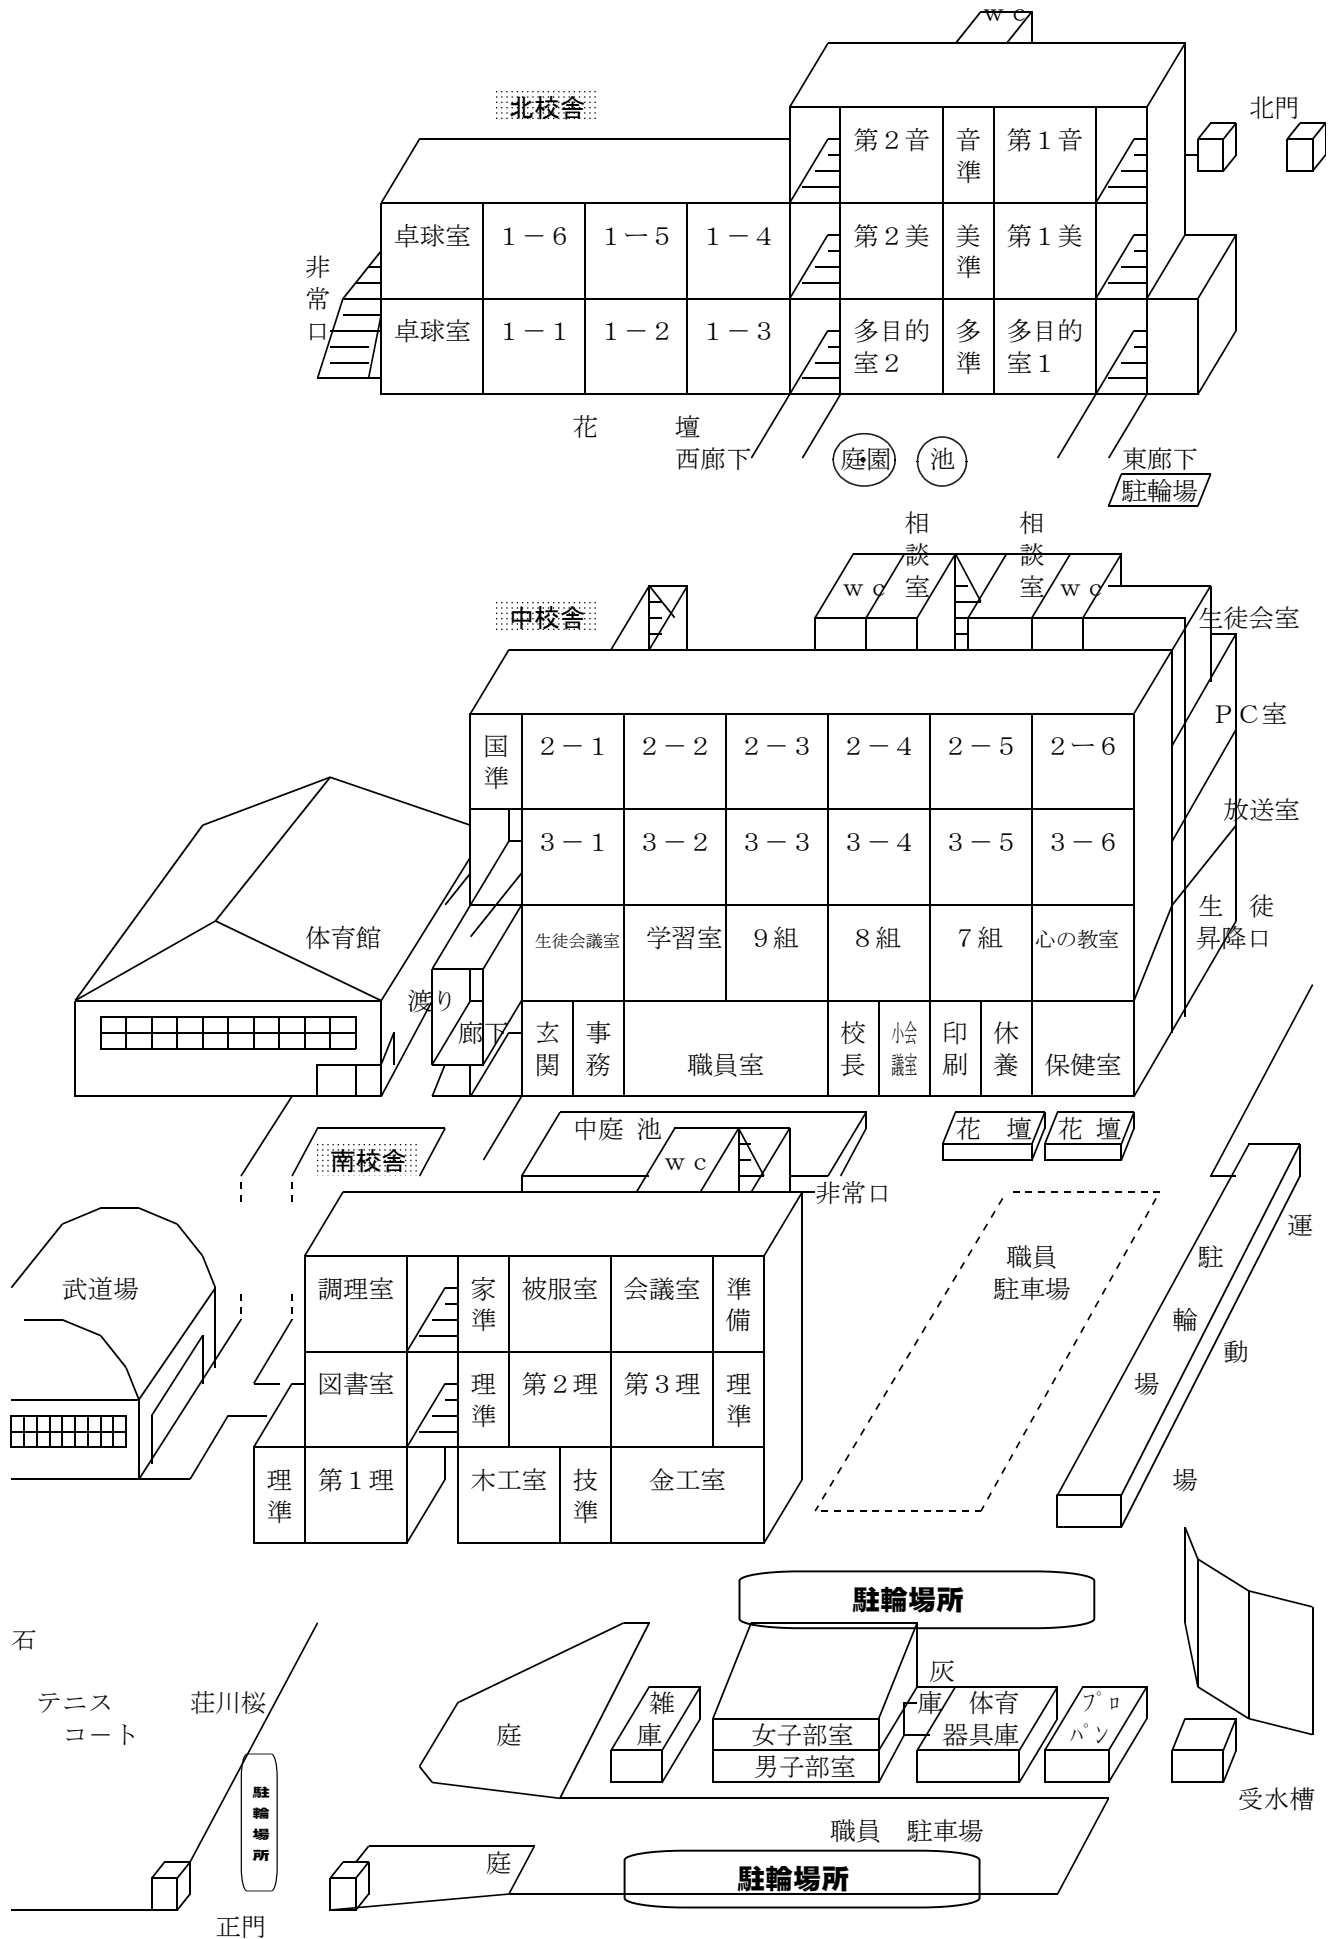 ｗｃ
北校舎
北門
第２音
音準
第１音
卓球室
１－６
１ー５
１－４
第２美
美準
第１美
非常口
卓球室
１－１
１－２
１－３
多目的
室２
多準
多目的
室１
花　壇
西廊下
庭園
池
東廊下
駐輪場
中校舎
ｗｃ
相談室
相談室
ｗｃ
生徒会室
ＰＣ室
放送室
生　徒
昇降口
国準
２－１
２－２
２－３
２－４
２－５
２ー６
３－１
３－２
３－３
３－４
３－５
３－６
体育館
生徒会議室
学習室
９組
８組
７組
心の教室
渡り
廊下
玄関
事務
職員室
校長
小会議室
印刷
休養
保健室
南校舎
中庭 池
ｗｃ
花　壇
花 壇
非常口
武道場
調理室
家準
被服室
会議室
準備
職員
駐車場
駐輪場
運動場
図書室
理準
第２理
第３理
理準
理準
第１理
木工室
技準
金工室
駐輪場所
石
テニス
コート
荘川桜
庭
雑庫
女子部室
男子部室
灰庫
体育
器具庫
プロ
パン
受水槽
駐輪場所
職員　駐車場
庭
駐輪場所
正門